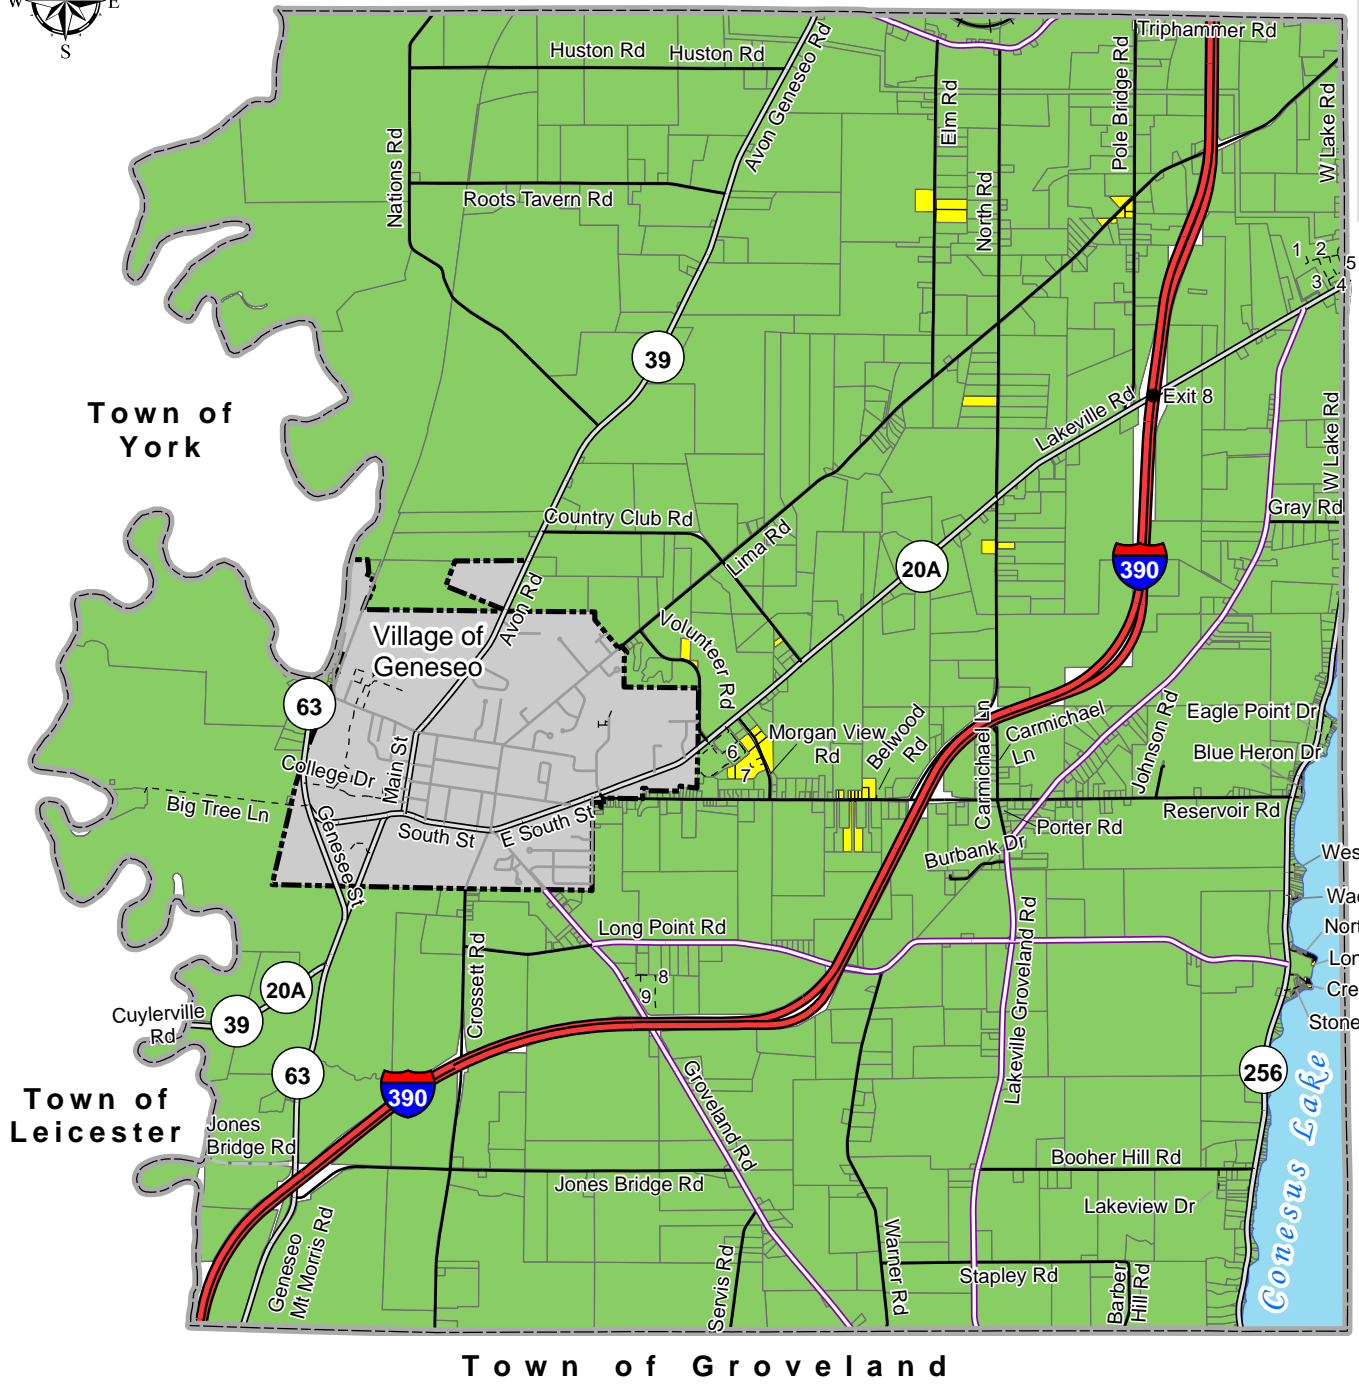 W E
S
Huston Rd Huston Rd
Triphammer Rd
Avon Geneseo Rd
Elm Rd
Pole Bridge Rd
W Lake Rd
Nations Rd
Roots Tavern Rd
North Rd
1 2
5
3 4
39
Town of
York
Lakeville Rd
Exit 8
W Lake Rd
Gray Rd
Country Club Rd
Lima Rd
20A
390
Avon Rd
Village of
Geneseo
Volunteer Rd
63
Morgan View
Rd
Belwood
Rd
Carmichael Ln
Carmichael
Ln
Johnson Rd
Eagle Point Dr
Blue Heron Dr
6
7
College Dr
Main St
Big Tree Ln
Genesee St
South St
E South St
Reservoir Rd
Porter Rd
Burbank Dr
Wes
Wad
Nort
Lon
Cre
Stone
Long Point Rd
Crossett Rd
8
9
Lakeville Groveland Rd
20A
39
Cuylerville
Rd
63
390
256
Groveland Rd
Town of
Leicester
Jones
Bridge Rd
Jones Bridge Rd
Booher Hill Rd
Lakeview Dr
Conesus Lake
Geneseo
Mt Morris Rd
Servis Rd
Warner Rd
Stapley Rd
Barber
Hill Rd
Town of Groveland